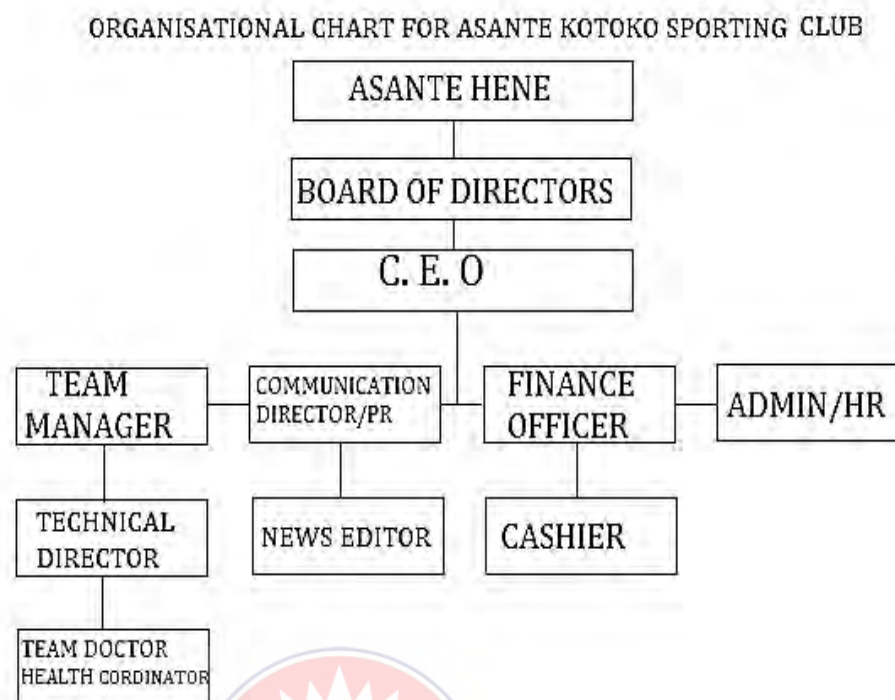 ORGANISATIONAL CHART FOR ASANTE KOTOKO SPORTING CLUB
ASANTE HENE
BOARD OF DIRECTORS
C. E. O
TEAM
MANAGER
COMMUNICATION
DIRECTOR/PR
FINANCE
OFFICER
ADMIN/HR
TECHNICAL
DIRECTOR
NEWS EDITOR
CASHIER
TEAM DOCTOR
HEALTH CORDINATOR